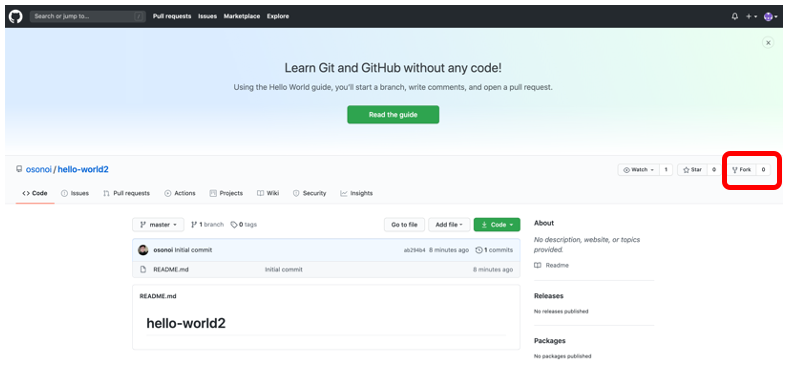 Search or jump to... / Pull requests Issues Marketplace Explore
Learn Git and GitHub without any code!
Using the Hello World guide, you'll start a branch, write comments, and open a pull request.
Read the guide
osonoi / hello-world2 Watch 1 Star 0 Fork 0
Code Issues Pull requests Actions Projects Wiki Security Insights
master 1 branch 0 tags Go to file Add file Code
osonoi Initial commit ab294b4 8 minutes ago 1 commits
README.md Initial commit 8 minutes ago
README.md
hello-world2
About
No description, website, or topics
provided.
Readme
Releases
No releases published
Packages
No packages published